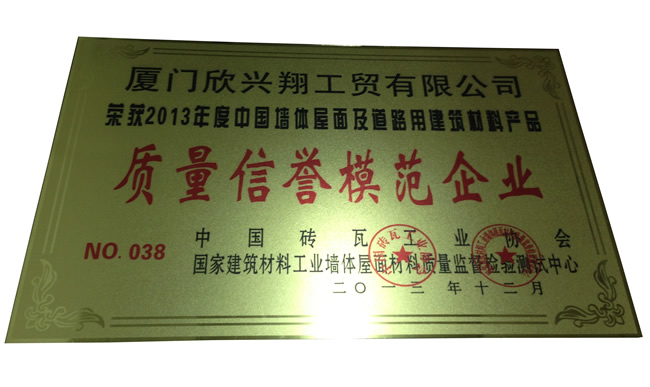 厦门欣兴翔工贸有限公司
荣获2013年度中国墙体屋面及道路用建筑材料产品
质量信誉模范企业
NO. 038
中国砖瓦工业协会
国家建筑材料工业墙体屋面材料质量监督检验测试中心
二〇一三年十二月